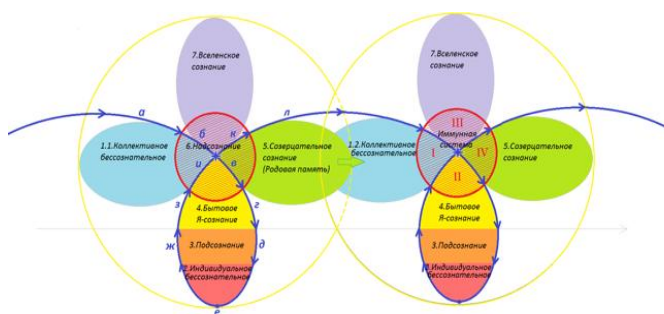 7.Вселенское
сознание
7.Вселенское
сознание
а
п
б
к
III
1.1.Коллективное
бессознательное
6.Надсознание
5.Созерцательное
сознание
(Родовая память)
1.2.Коллективное
бессознательное
I
Иммунная
система
IV
5.Созерцательное
сознание
и
в
II
з
г
4.Бытовое
Я-сознание
4.Бытовое
Я-сознание
ж
д
3.Подсознание
3.Подсознание
2.Индивидуальное
бессознательное
Индивидуальное
бессознательное
е